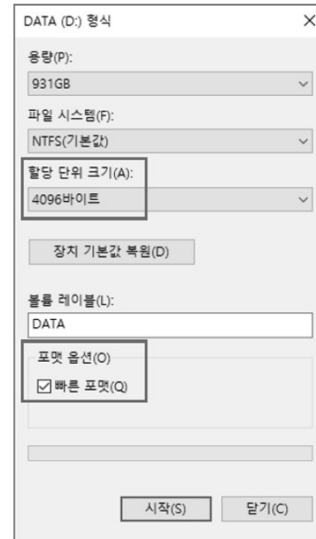 DATA (D:) 형식
용량(P):
931GB
파일 시스템(F):
NTFS(기본값)
할당 단위 크기(A):
4096바이트
장치 기본값 복원(D)
볼륨 레이블(L):
DATA
포맷 옵션(O)
빠른 포맷(Q)
시작(S) 닫기(C)